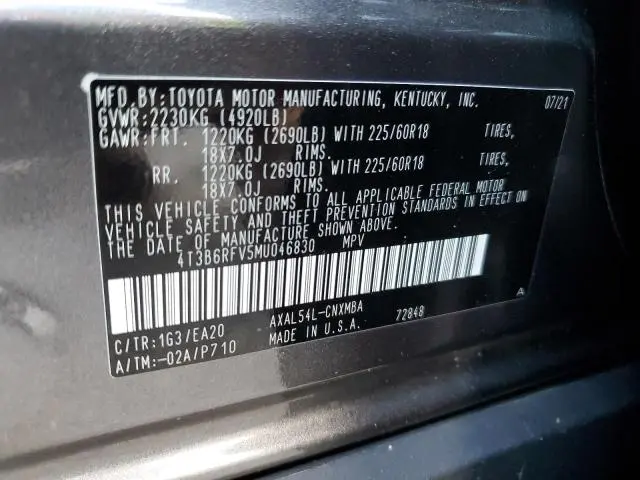 MFD.BY:TOYOTA MOTOR MANUFACTURING, KENTUCKY, INC. 07/21
GVWR:2230KG (4920LB)
GAWR:FRT. 1220KG (2690LB) WITH 225/60R18 TIRES,
18X7.0J RIMS.
RR. 1220KG (2690LB) WITH 225/60R18 TIRES,
18X7.0J RIMS.
THIS VEHICLE CONFORMS TO ALL APPLICABLE FEDERAL MOTOR
VEHICLE SAFETY AND THEFT PREVENTION STANDARDS IN EFFECT ON
THE DATE OF MANUFACTURE SHOWN ABOVE.
4T3B6RFV5MU046830 MPV
C/TR:1G3/EA20 AXAL54L-CNXMBA 72848 A
A/TM:-02A/P710 MADE IN U.S.A.